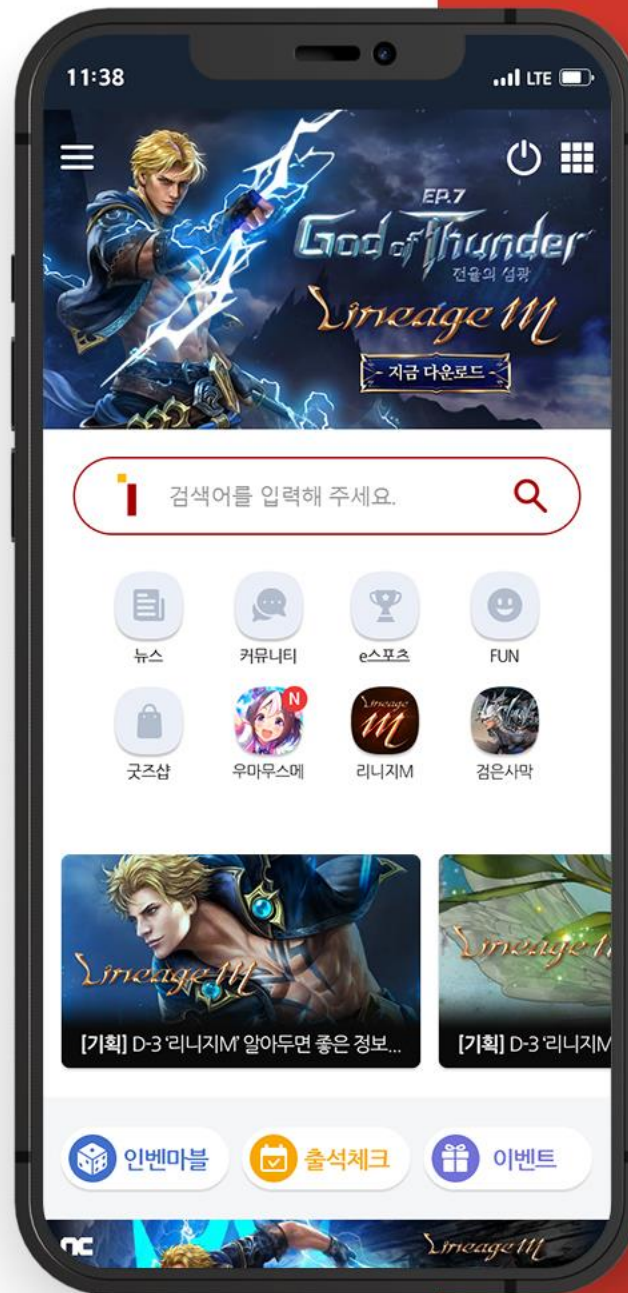 11:38
LTE
EP.7
God of Thunder
전율의 섬광
Lineage M
- 지금 다운로드 -
검색어를 입력해 주세요.
뉴스
커뮤니티
e스포츠
FUN
굿즈샵
N
우마무스메
Lineage
M
리니지M
검은사막
Lineage M
Lineage M
[기획] D-3 '리니지M' 알아두면 좋은 정보...
[기획] D-3 '리니지M
인벤마블
출석체크
이벤트
nc
Lineage M